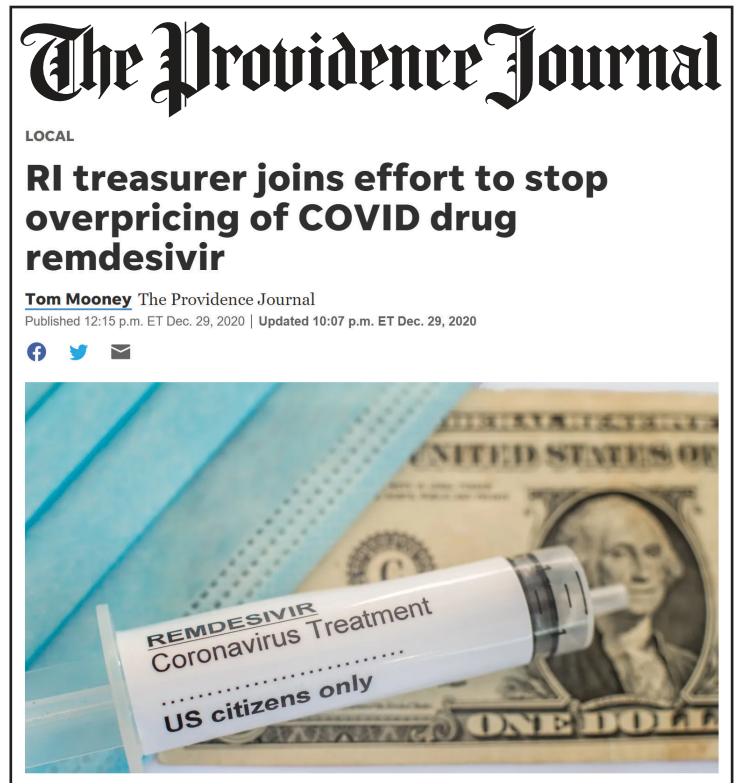 The Providence Journal
LOCAL
RI treasurer joins effort to stop
overpricing of COVID drug
remdesivir
Tom Mooney The Providence Journal
Published 12:15 p.m. ET Dec. 29, 2020 | Updated 10:07 p.m. ET Dec. 29, 2020
FEDERAL RESERVE
UNITED STATES OF
C
REMDESIVIR
Coronavirus Treatment
..............................
US citizens only
ONE DOLL